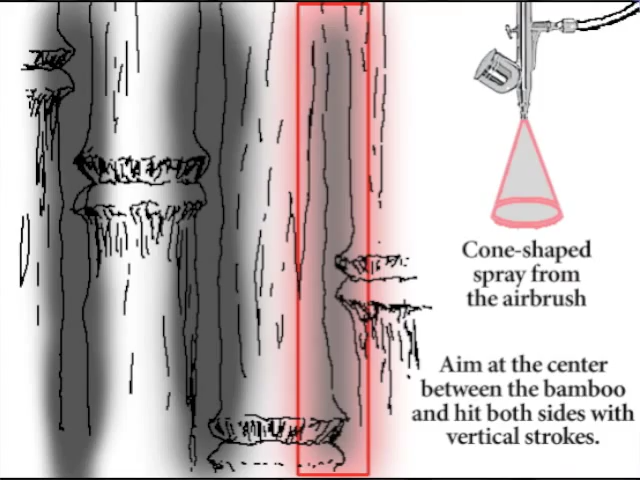 Cone-shaped
spray from
the airbrush
Aim at the center
between the bamboo
and hit both sides with
vertical strokes.